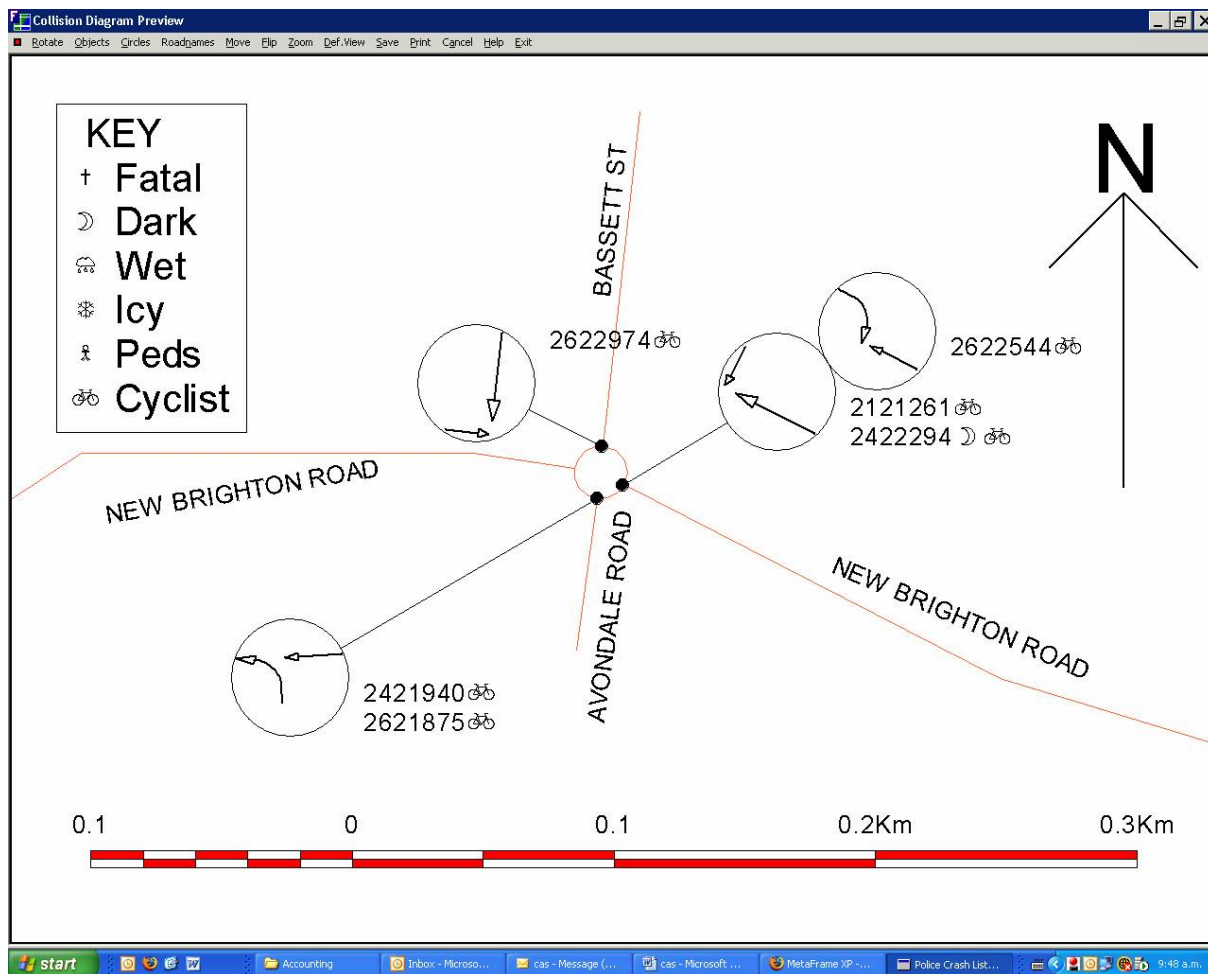 Collision Diagram Preview
Rotate Objects Circles Roadnames Move Flip Zoom Def.View Save Print Cancel Help Exit
KEY
Fatal
Dark
Wet
Icy
Peds
Cyclist
N
BASSETT ST
2622974
2622544
2121261
2422294
NEW BRIGHTON ROAD
AVONDALE ROAD
NEW BRIGHTON ROAD
2421940
2621875
0.1 0 0.1 0.2Km 0.3Km
start Accounting Inbox - Microso... cas - Message (... cas - Microsoft ... MetaFrame XP -... Police Crash List... 9:48 a.m.